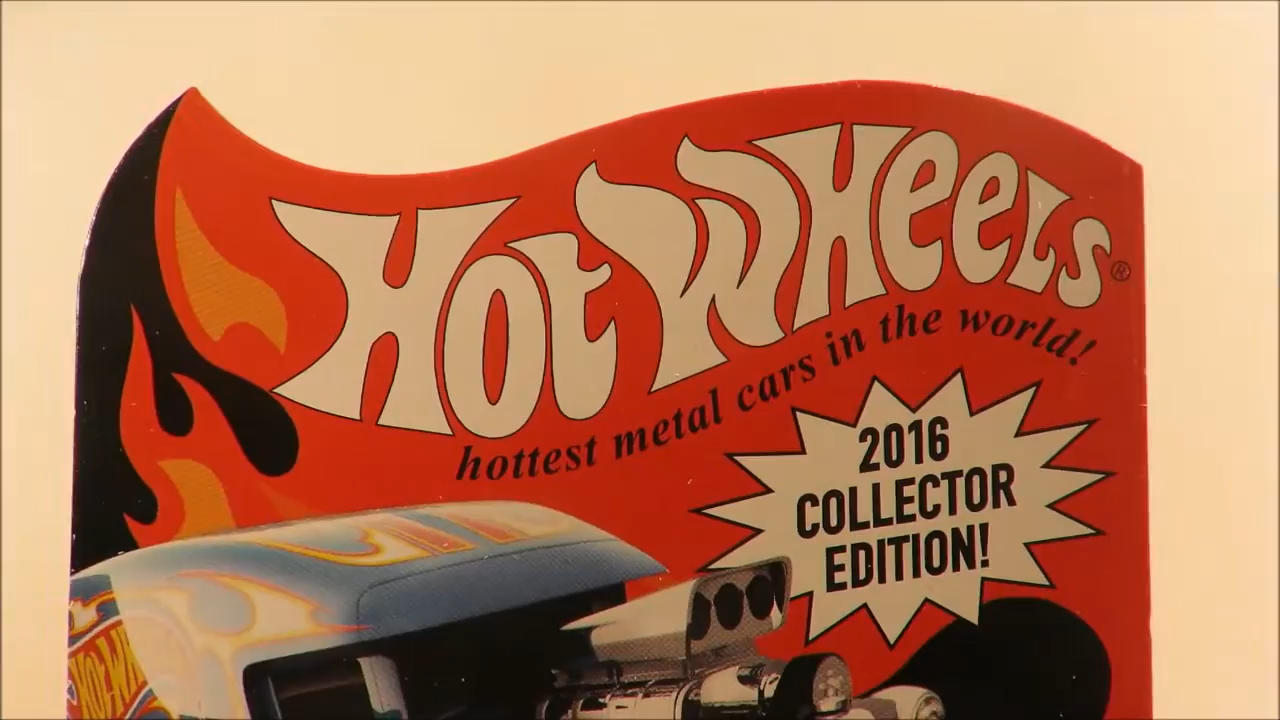 Hot Wheels®
hottest metal cars in the world!
2016
COLLECTOR
EDITION!